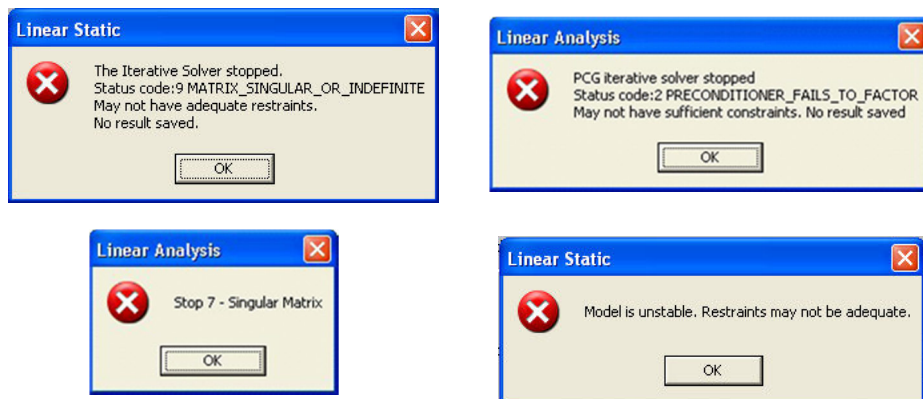 Linear Static
The Iterative Solver stopped.
Status code:9 MATRIX_SINGULAR_OR_INDEFINITE
May not have adequate restraints.
No result saved.
OK
Linear Analysis
PCG iterative solver stopped
Status code:2 PRECONDITIONER_FAILS_TO_FACTOR
May not have sufficient constraints. No result saved
OK
Linear Analysis
Stop 7 - Singular Matrix
OK
Linear Static
Model is unstable. Restraints may not be adequate.
OK